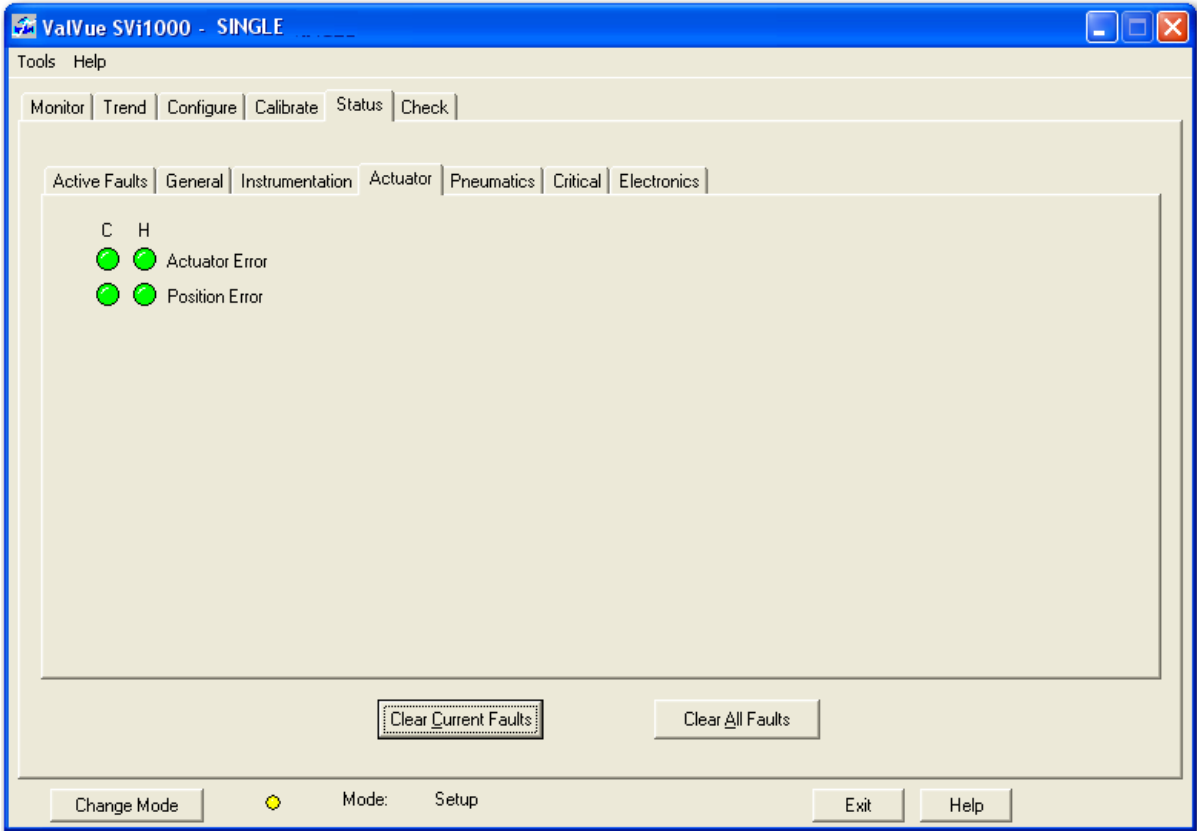 ValVue SVi1000 - SINGLE
Tools Help
Monitor Trend Configure Calibrate Status Check
Active Faults General Instrumentation Actuator Pneumatics Critical Electronics
C H
Actuator Error
Position Error
Clear Current Faults Clear All Faults
Change Mode Mode: Setup Exit Help